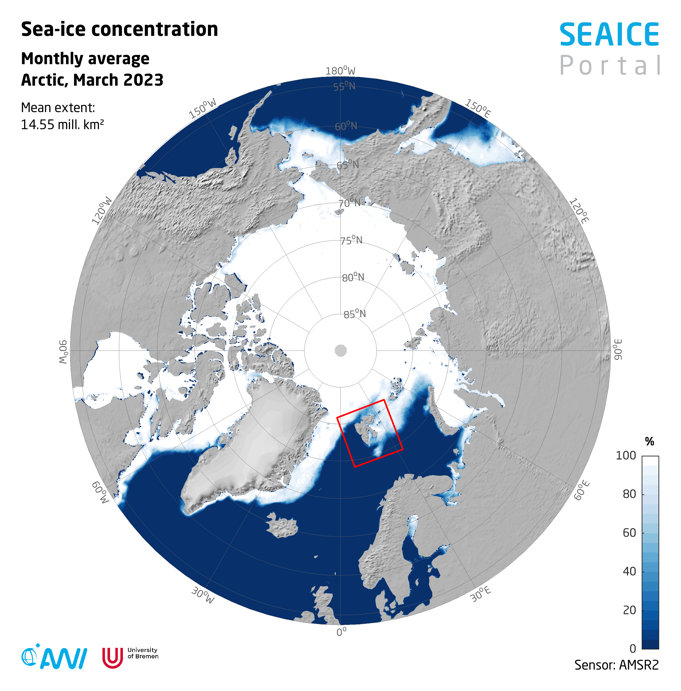 Sea-ice concentration
SEAICE
Portal
Monthly average
Arctic, March 2023
Mean extent:
14.55 mill. km²
180°W
55°N
150°W
150°E
60°N
65°N
120°W
120°E
70°N
75°N
80°N
85°N
90°W
90°E
60°W
60°E
30°W
30°E
0°
%
100
80
60
40
20
0
Sensor: AMSR2
AWI
University
of Bremen